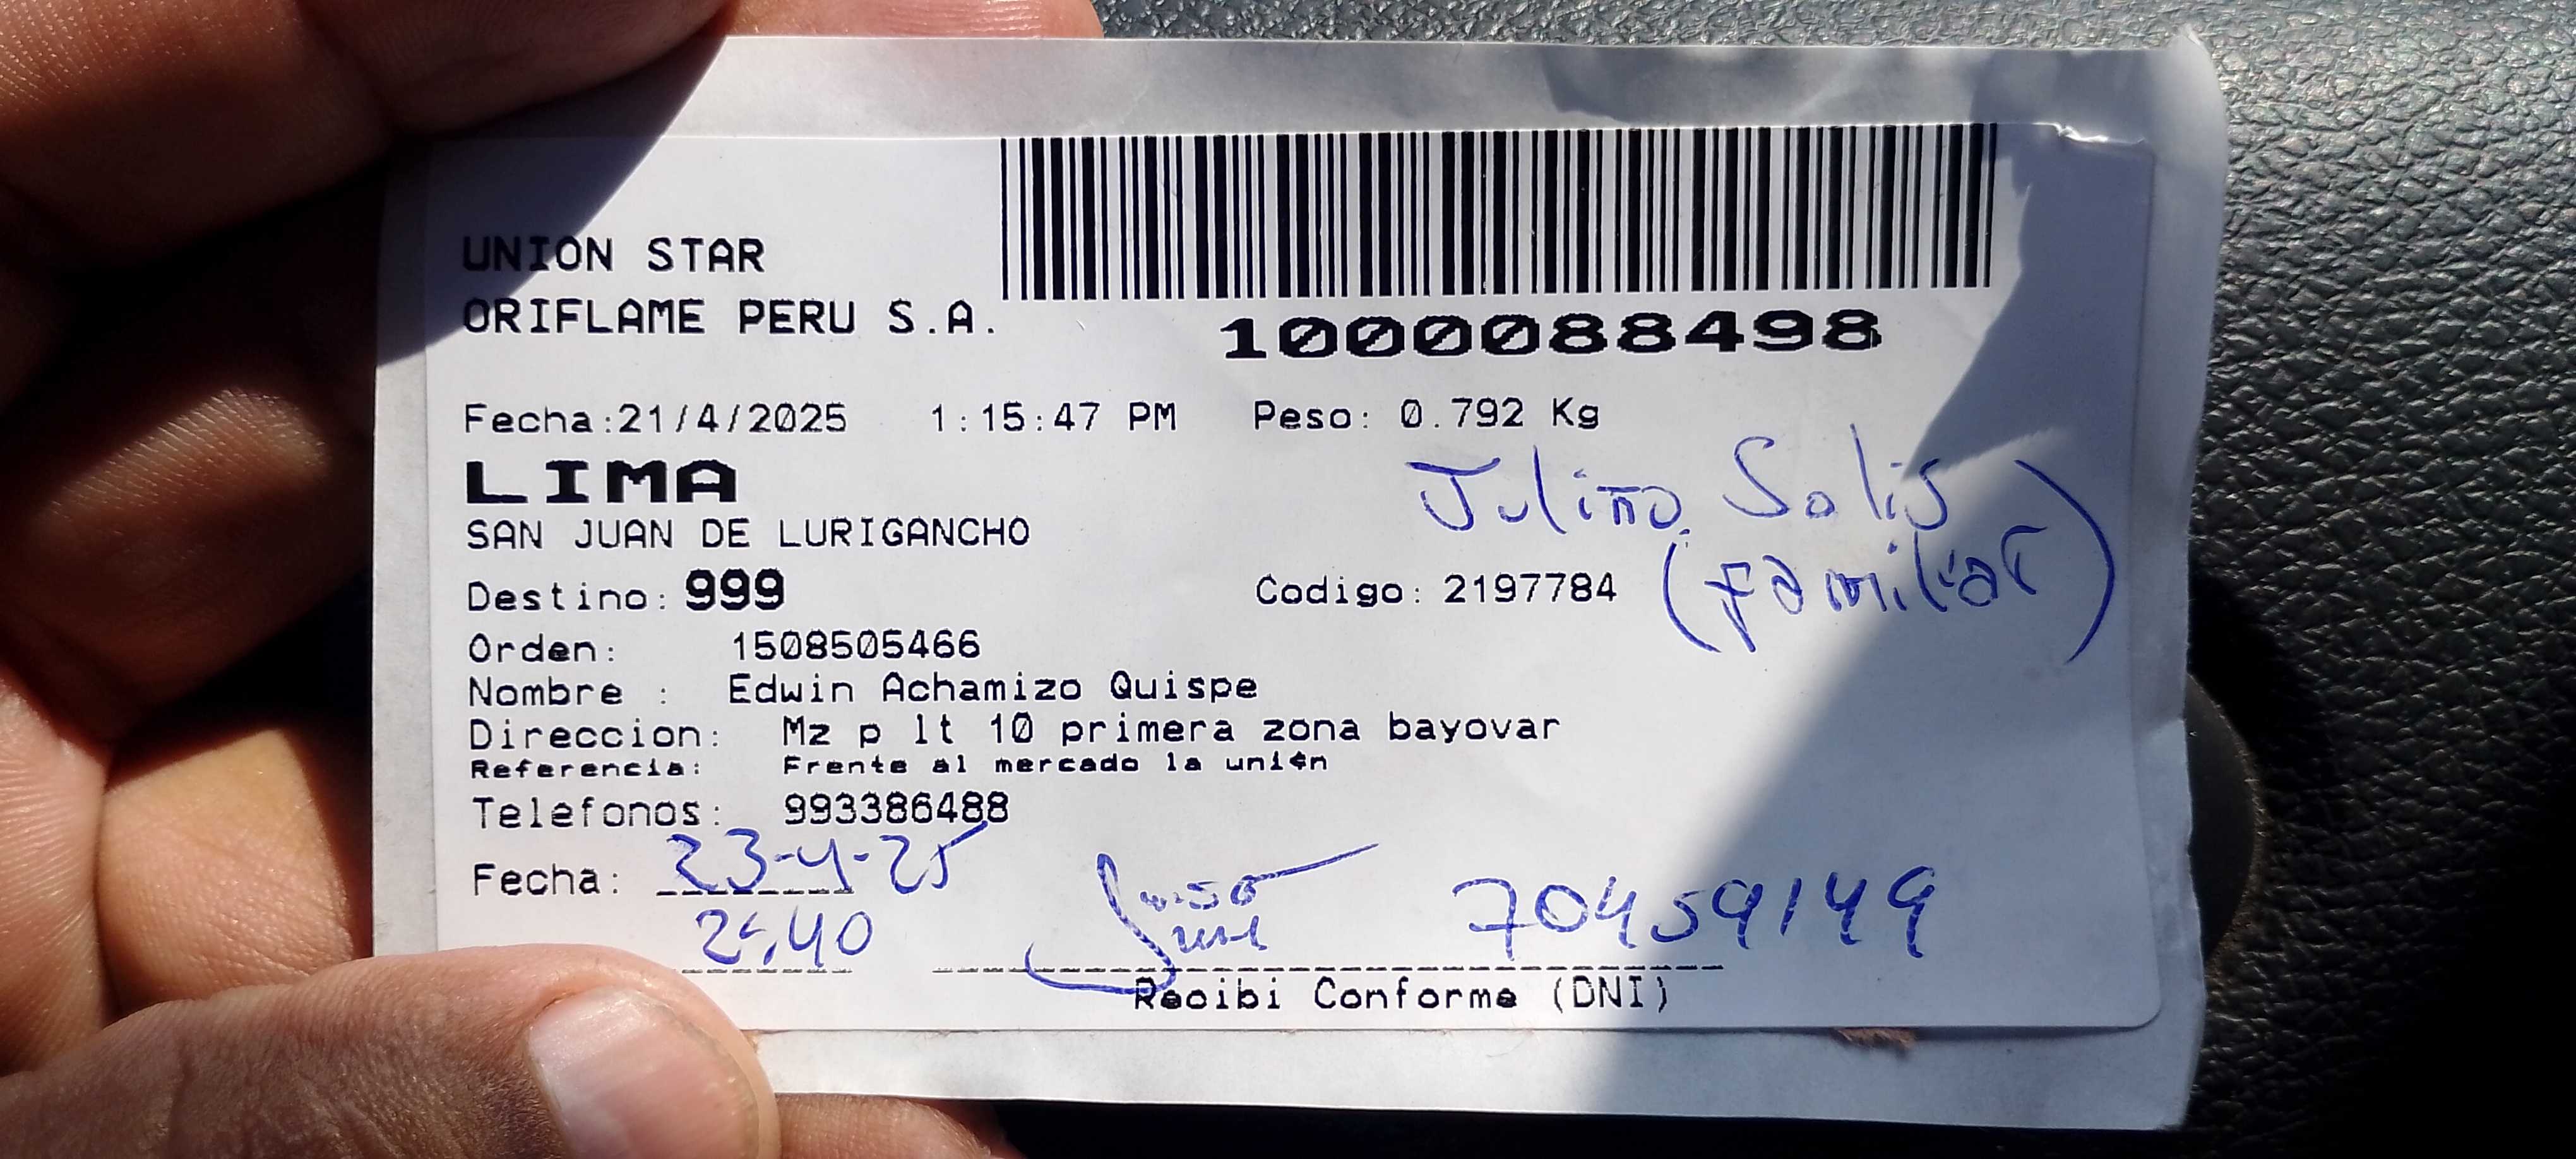 UNION STAR
ORIFLAME PERU S.A.
1000088498
Fecha:21/4/2025 1:15:47 PM Peso: 0.792 Kg
LIMA
SAN JUAN DE LURIGANCHO
Solis
(Familiar)
Destino: 999 Codigo: 2197784
Orden: 1508505466
Nombre : Edwin Achamizo Quispe
Direccion: Mz p lt 10 primera zona bayovar
Referencia: Frente al mercado la unión
Telefonos: 993386488
Fecha: 23-4-25
70459149
Recibi Conforme (DNI)